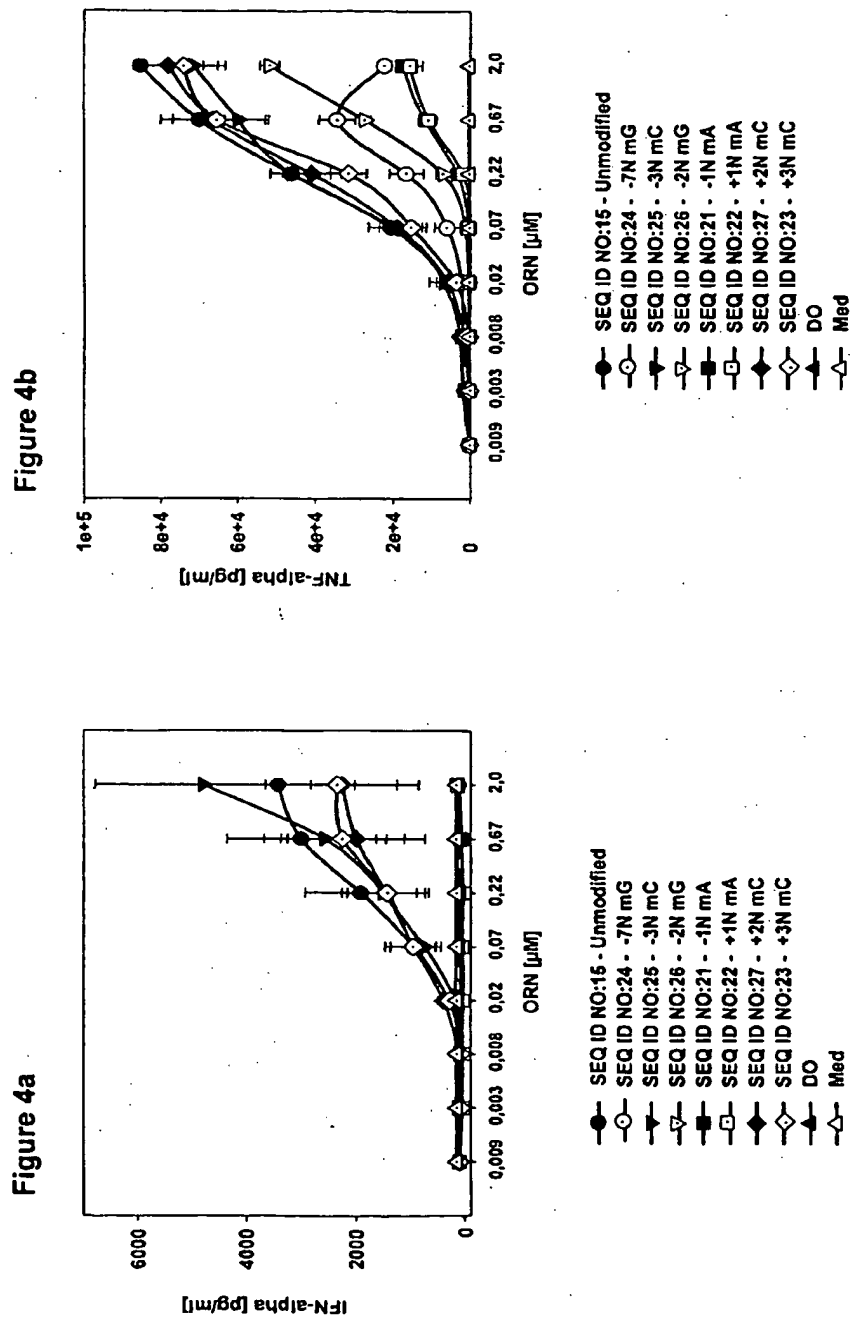 Figure 4a
IFN-alpha [pg/ml]
6000
4000
2000
0
0,009 0,003 0,008 0,02 0,07 0,22 0,67 2,0
ORN [µM]
SEQ ID NO:15 - Unmodified
SEQ ID NO:24 - -7N mG
SEQ ID NO:25 - -3N mC
SEQ ID NO:26 - -2N mG
SEQ ID NO:21 - -1N mA
SEQ ID NO:22 - +1N mA
SEQ ID NO:27 - +2N mC
SEQ ID NO:23 - +3N mC
DO
Med
Figure 4b
TNF-alpha [pg/ml]
1e+5
8e+4
6e+4
4e+4
2e+4
0
0,009 0,003 0,008 0,02 0,07 0,22 0,67 2,0
ORN [µM]
SEQ ID NO:15 - Unmodified
SEQ ID NO:24 - -7N mG
SEQ ID NO:25 - -3N mC
SEQ ID NO:26 - -2N mG
SEQ ID NO:21 - -1N mA
SEQ ID NO:22 - +1N mA
SEQ ID NO:27 - +2N mC
SEQ ID NO:23 - +3N mC
DO
Med